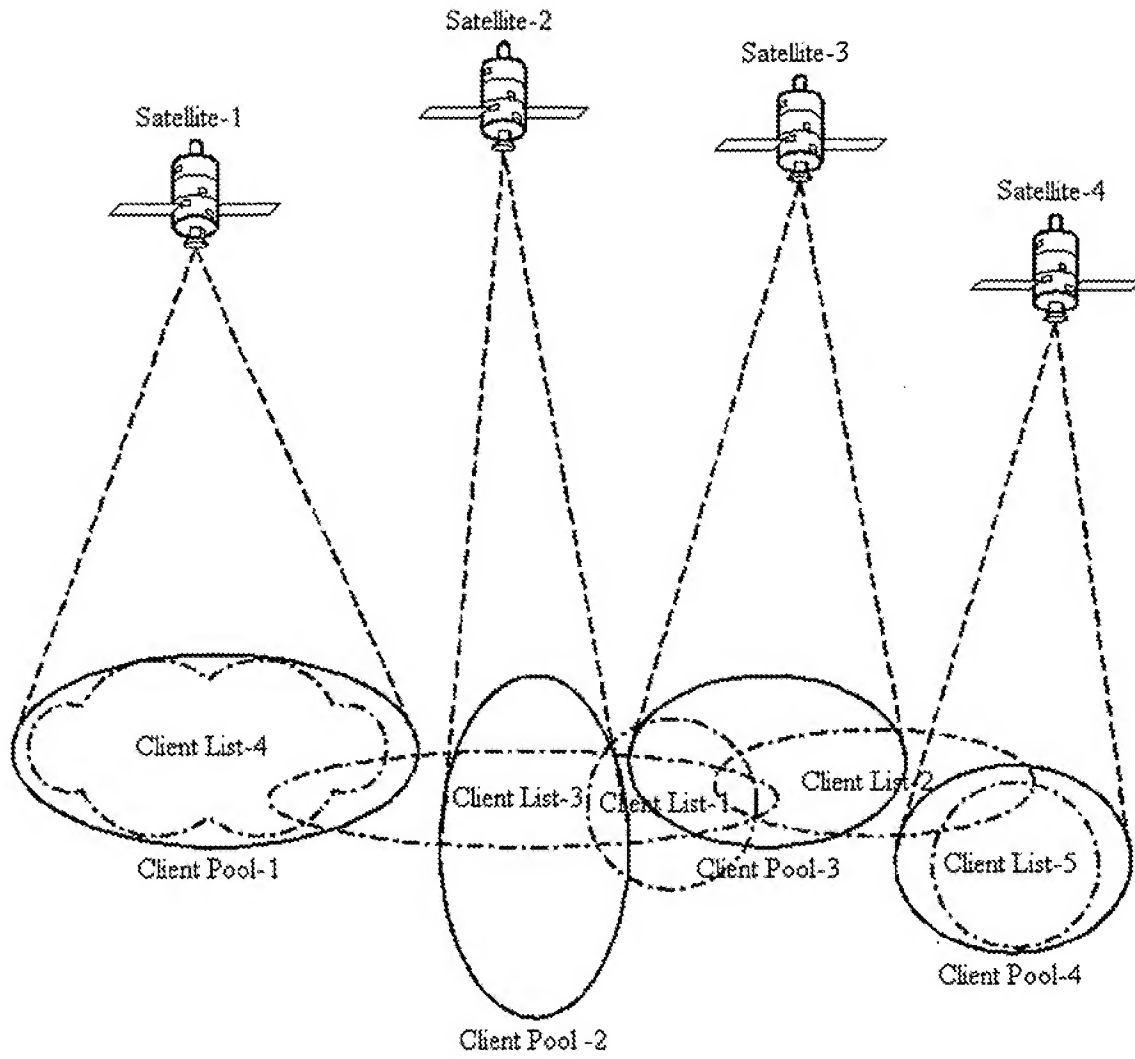 Satellite-2
Satellite-3
Satellite-1
Satellite-4
Client List-4
Client List-3
Client List-1
Client List-2
Client Pool-1
Client Pool-3
Client List-5
Client Pool-4
Client Pool -2